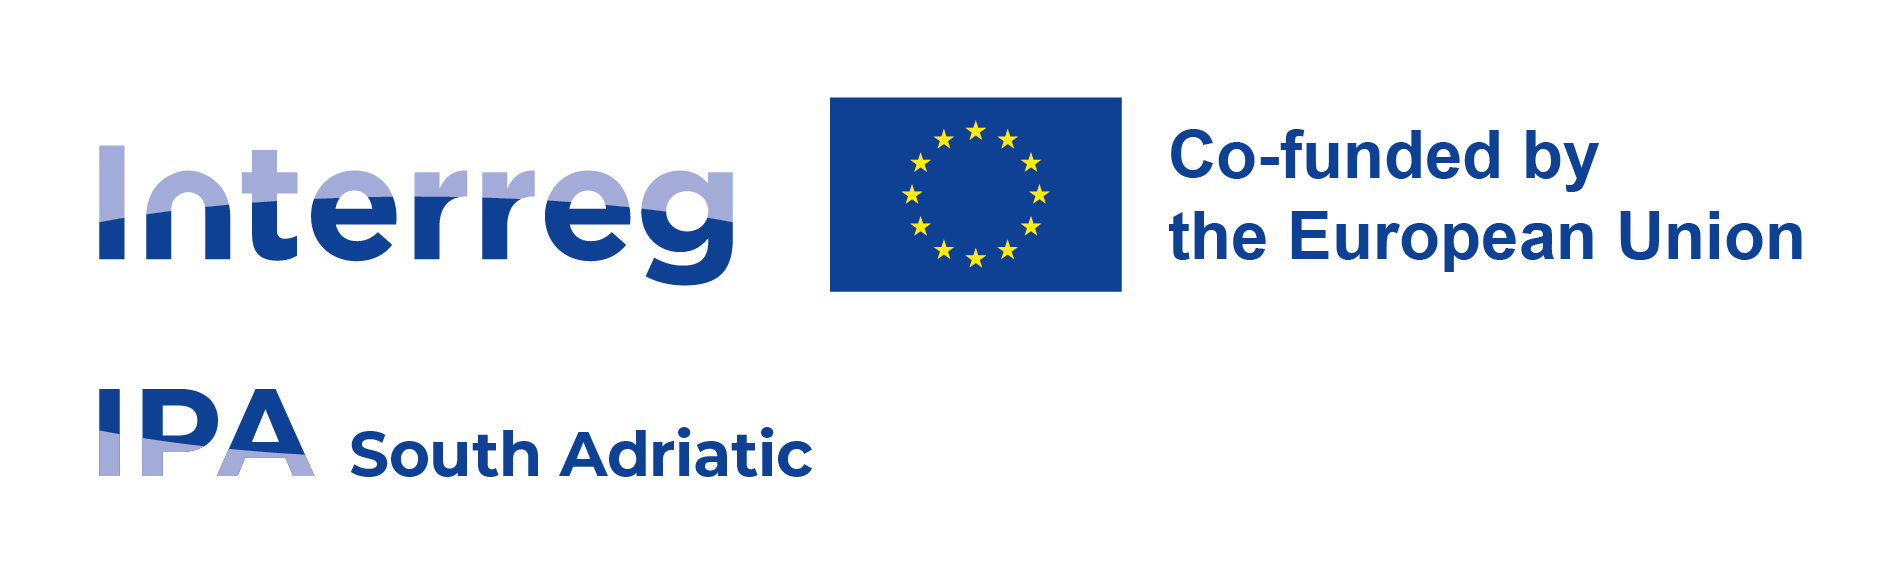 Interreg
Co-funded by
the European Union
IPA South Adriatic